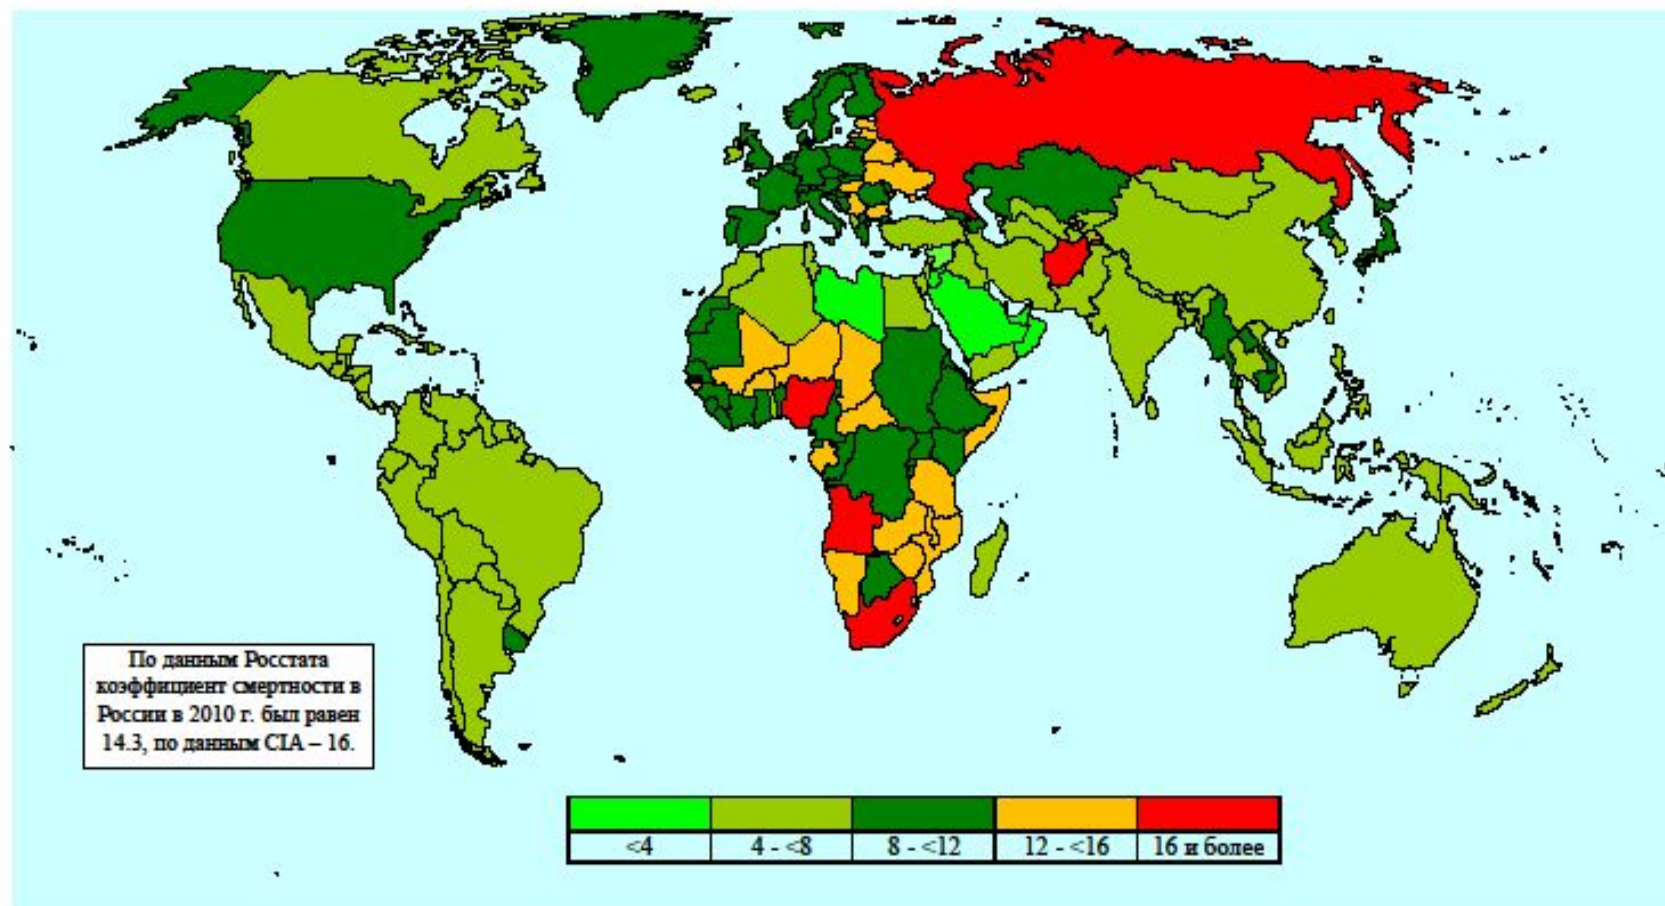 По данным Росстата
коэффициент смертности в
России в 2010 г. был равен
14.3, по данным CIA – 16.
<4 4 - <8 8 - <12 12 - <16 16 и более